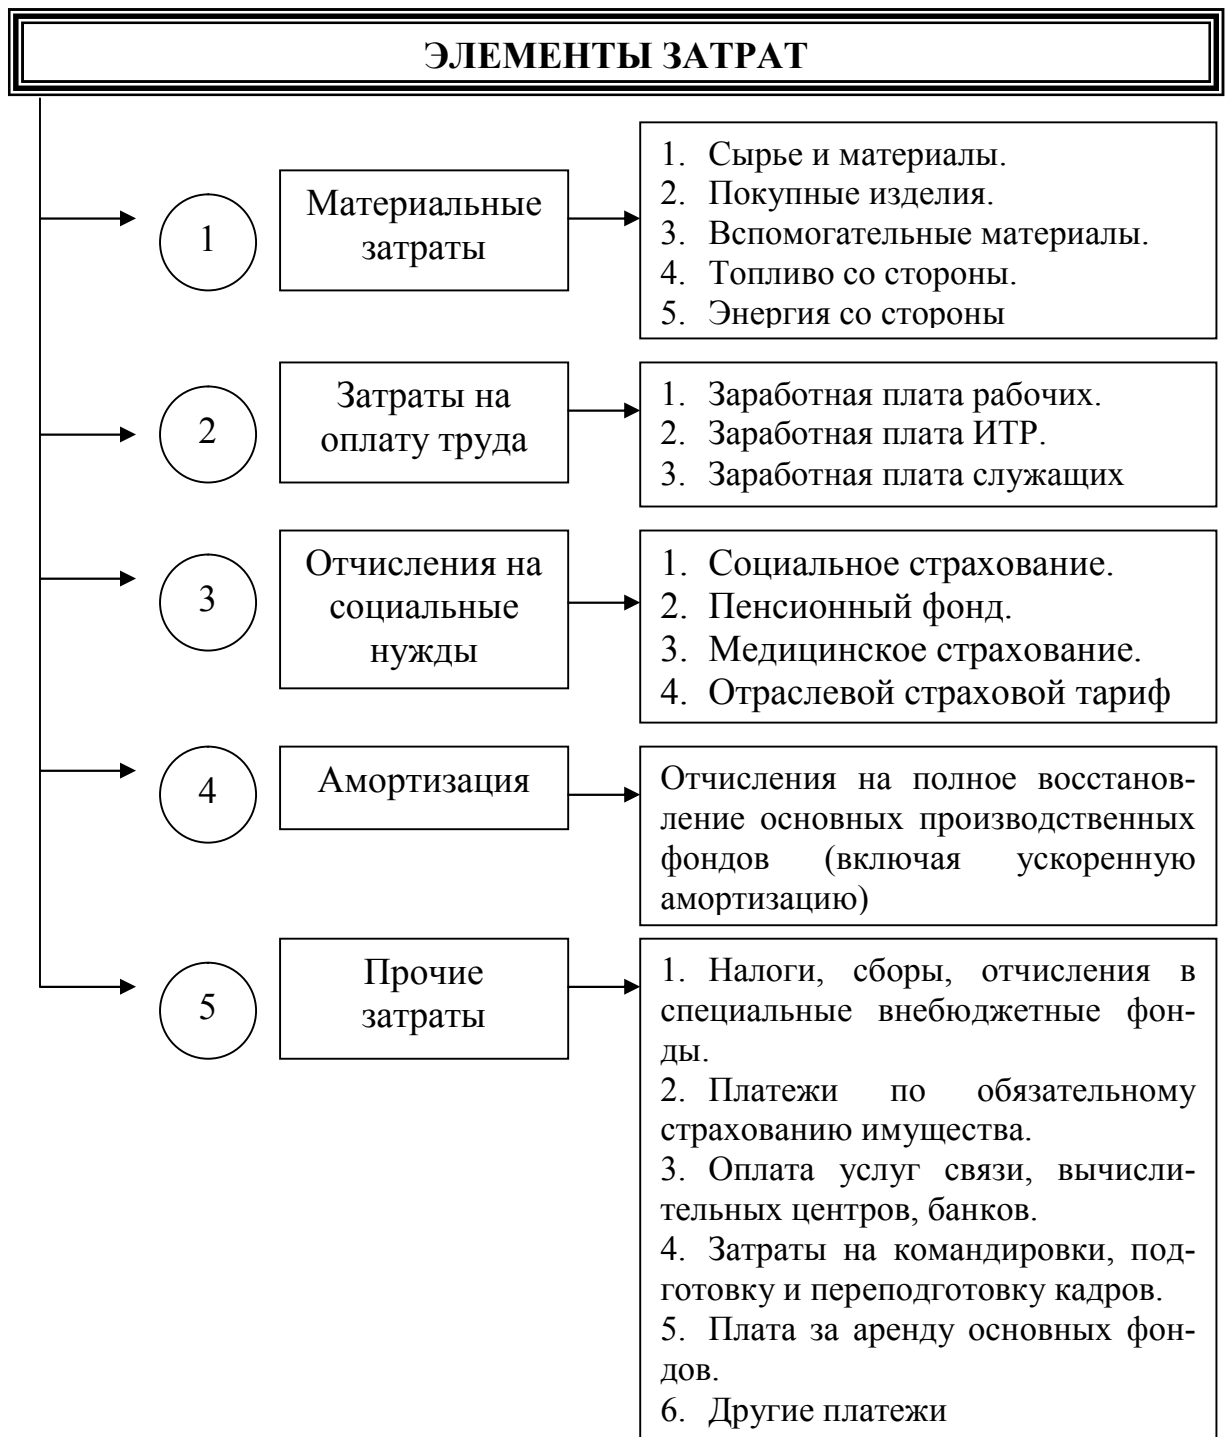 ЭЛЕМЕНТЫ ЗАТРАТ
1
Материальные
затраты
1. Сырье и материалы.
2. Покупные изделия.
3. Вспомогательные материалы.
4. Топливо со стороны.
5. Энергия со стороны
2
Затраты на
оплату труда
1. Заработная плата рабочих.
2. Заработная плата ИТР.
3. Заработная плата служащих
3
Отчисления на
социальные
нужды
1. Социальное страхование.
2. Пенсионный фонд.
3. Медицинское страхование.
4. Отраслевой страховой тариф
4
Амортизация
Отчисления на полное восстанов-
ление основных производственных
фондов (включая ускоренную
амортизацию)
5
Прочие
затраты
1. Налоги, сборы, отчисления в
специальные внебюджетные фон-
ды.
2. Платежи по обязательному
страхованию имущества.
3. Оплата услуг связи, вычисли-
тельных центров, банков.
4. Затраты на командировки, под-
готовку и переподготовку кадров.
5. Плата за аренду основных фон-
дов.
6. Другие платежи